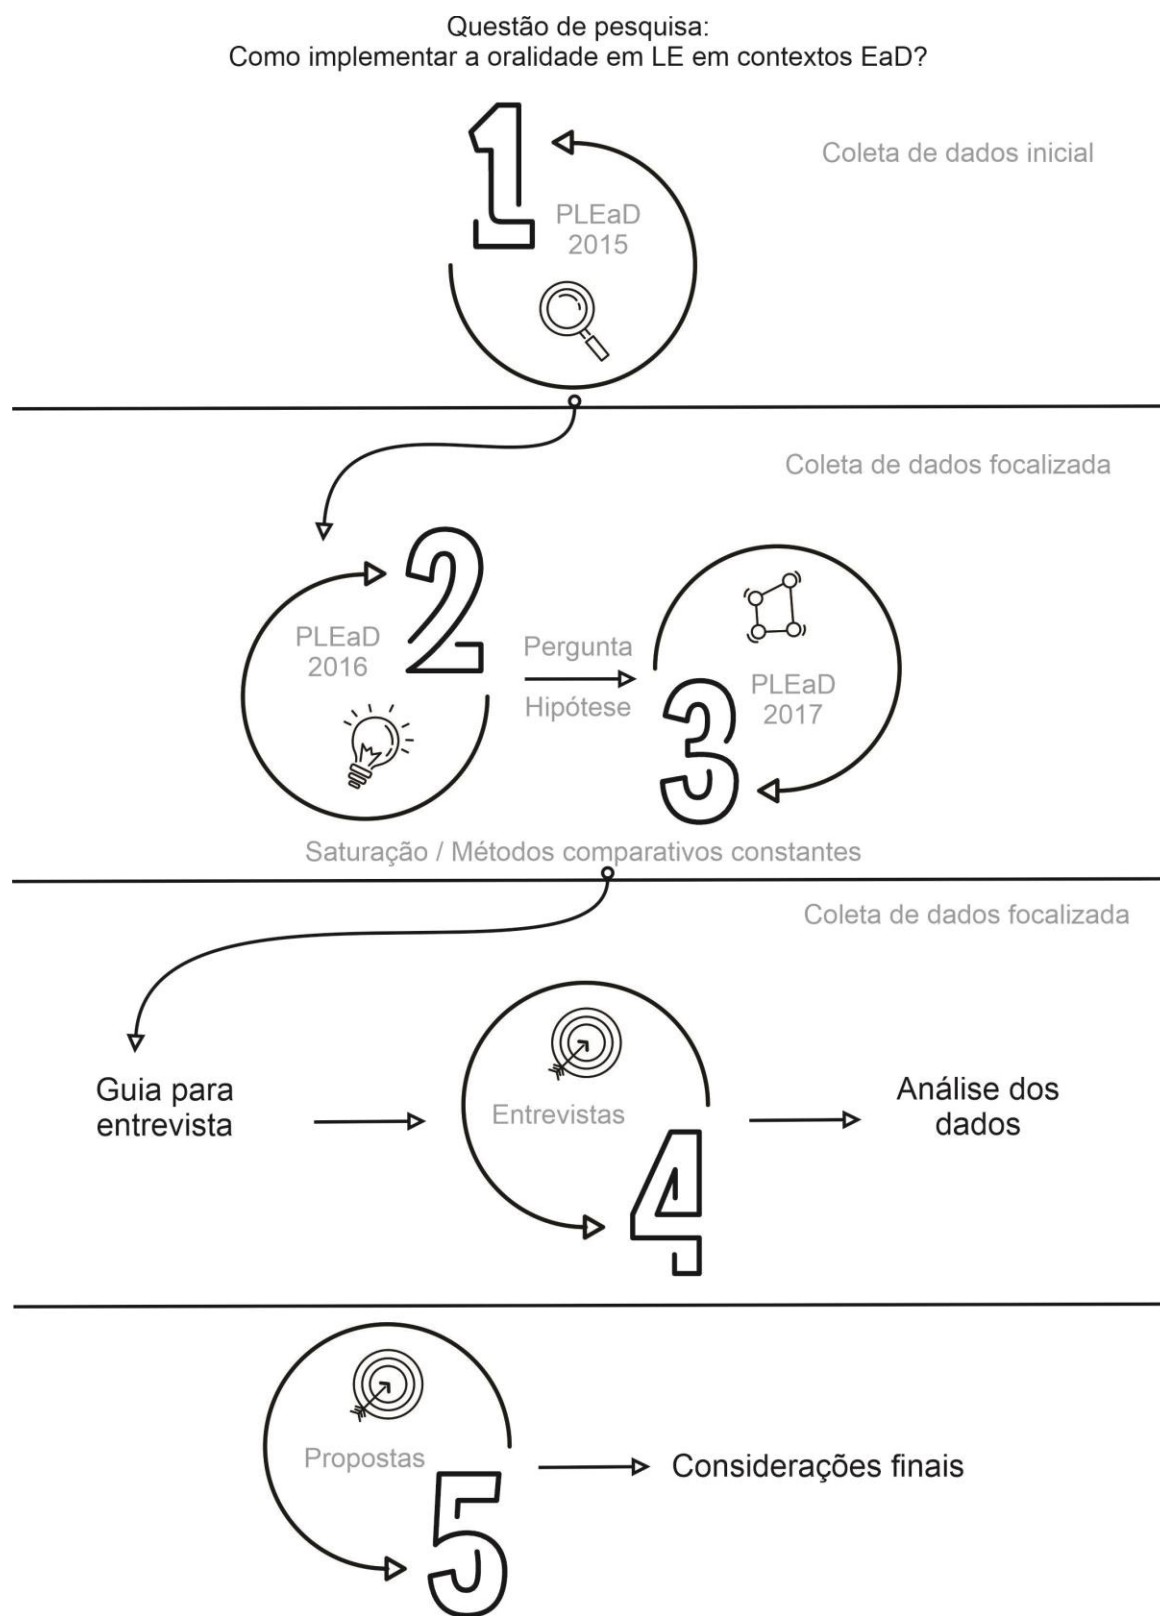 Questão de pesquisa:
Como implementar a oralidade em LE em contextos EaD?
1
Coleta de dados inicial
PLEaD
2015
Coleta de dados focalizada
2
PLEaD
2016
Pergunta
Hipótese
3
PLEaD
2017
Saturação / Métodos comparativos constantes
Coleta de dados focalizada
Guia para
entrevista
Entrevistas
4
Análise dos
dados
Propostas
5
Considerações finais